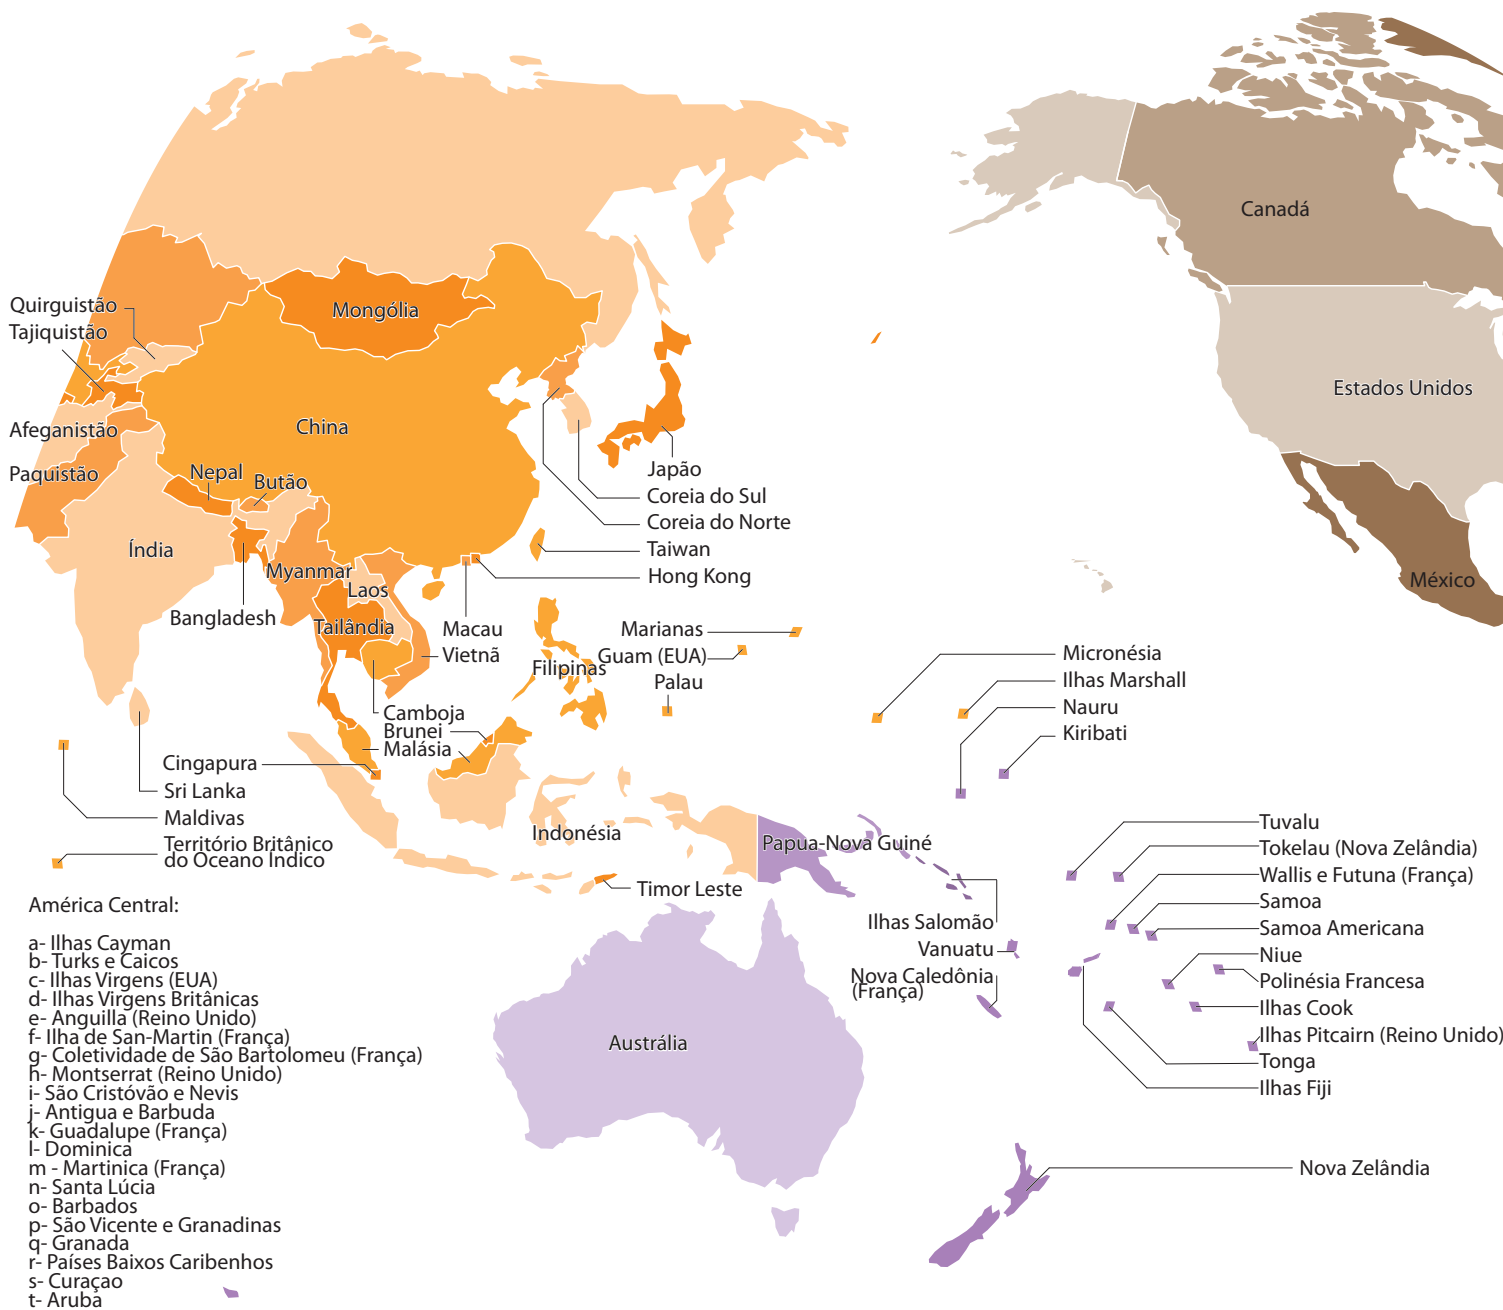 Canadá
Quirguistão
Tajiquistão
Mongólia
Estados Unidos
Afeganistão
China
Paquistão
Nepal
Butão
Japão
Coreia do Sul
Coreia do Norte
Índia
Taiwan
Myanmar
Hong Kong
Laos
México
Bangladesh
Tailândia
Macau
Marianas
Vietnã
Guam (EUA)
Filipinas
Micronésia
Palau
Ilhas Marshall
Camboja
Nauru
Brunei
Kiribati
Malásia
Cingapura
Sri Lanka
Maldivas
Território Britânico
do Oceano Índico
Indonésia
Papua-Nova Guiné
Tuvalu
Tokelau (Nova Zelândia)
Timor Leste
Wallis e Futuna (França)
Samoa
Ilhas Salomão
Samoa Americana
Vanuatu
Niue
Nova Caledônia
(França)
Polinésia Francesa
Ilhas Cook
Austrália
Ilhas Pitcairn (Reino Unido)
Tonga
Ilhas Fiji
Nova Zelândia
América Central:
a- Ilhas Cayman
b- Turks e Caicos
c- Ilhas Virgens (EUA)
d- Ilhas Virgens Britânicas
e- Anguilla (Reino Unido)
f- Ilha de San-Martin (França)
g- Coletividade de São Bartolomeu (França)
h- Montserrat (Reino Unido)
i- São Cristóvão e Nevis
j- Antigua e Barbuda
k- Guadalupe (França)
l- Dominica
m - Martinica (França)
n- Santa Lúcia
o- Barbados
p- São Vicente e Granadinas
q- Granada
r- Países Baixos Caribenhos
s- Curaçao
t- Aruba